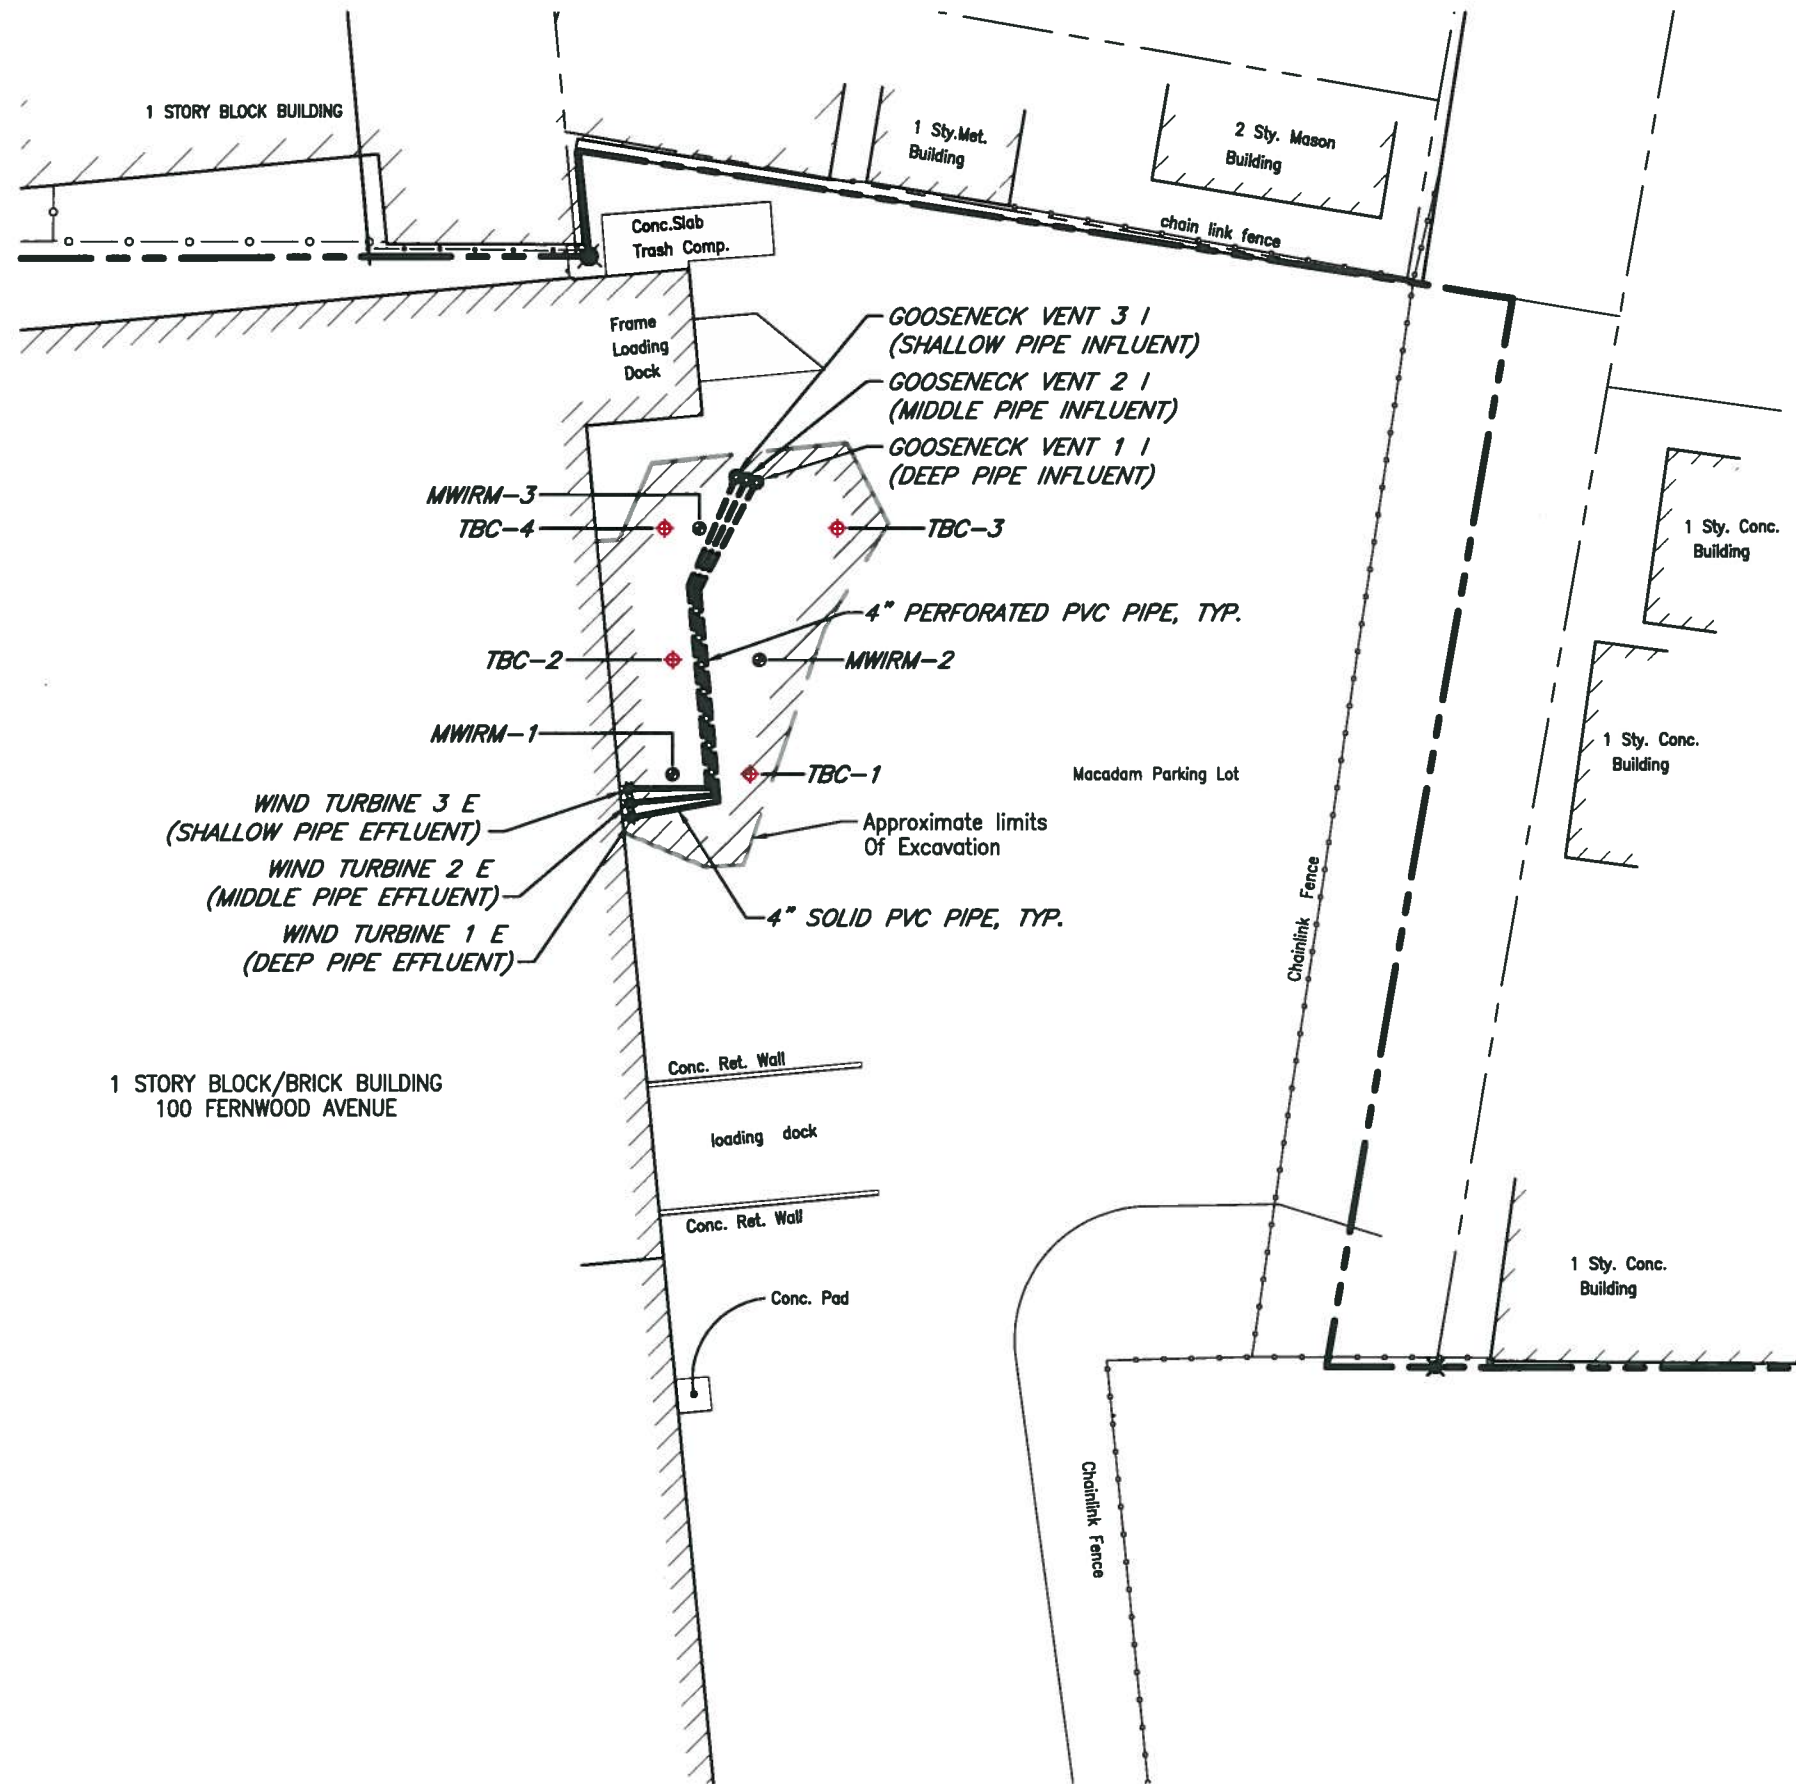 1 STORY BLOCK BUILDING
1 Sty.Met.
Building
2 Sty. Mason
Building
Conc.Slab
Trash Comp.
chain link fence
Frame
Loading
Dock
GOOSENECK VENT 3 I
(SHALLOW PIPE INFLUENT)
GOOSENECK VENT 2 I
(MIDDLE PIPE INFLUENT)
GOOSENECK VENT 1 I
(DEEP PIPE INFLUENT)
MWIRM-3
TBC-4
TBC-3
1 Sty. Conc.
Building
4" PERFORATED PVC PIPE, TYP.
TBC-2
MWIRM-2
MWIRM-1
TBC-1
Macadam Parking Lot
1 Sty. Conc.
Building
WIND TURBINE 3 E
(SHALLOW PIPE EFFLUENT)
Approximate limits
Of Excavation
WIND TURBINE 2 E
(MIDDLE PIPE EFFLUENT)
4" SOLID PVC PIPE, TYP.
WIND TURBINE 1 E
(DEEP PIPE EFFLUENT)
Chainlink Fence
Conc. Ret. Wall
1 STORY BLOCK/BRICK BUILDING
100 FERNWOOD AVENUE
loading dock
Conc. Ret. Wall
1 Sty. Conc.
Building
Conc. Pad
Chainlink Fence